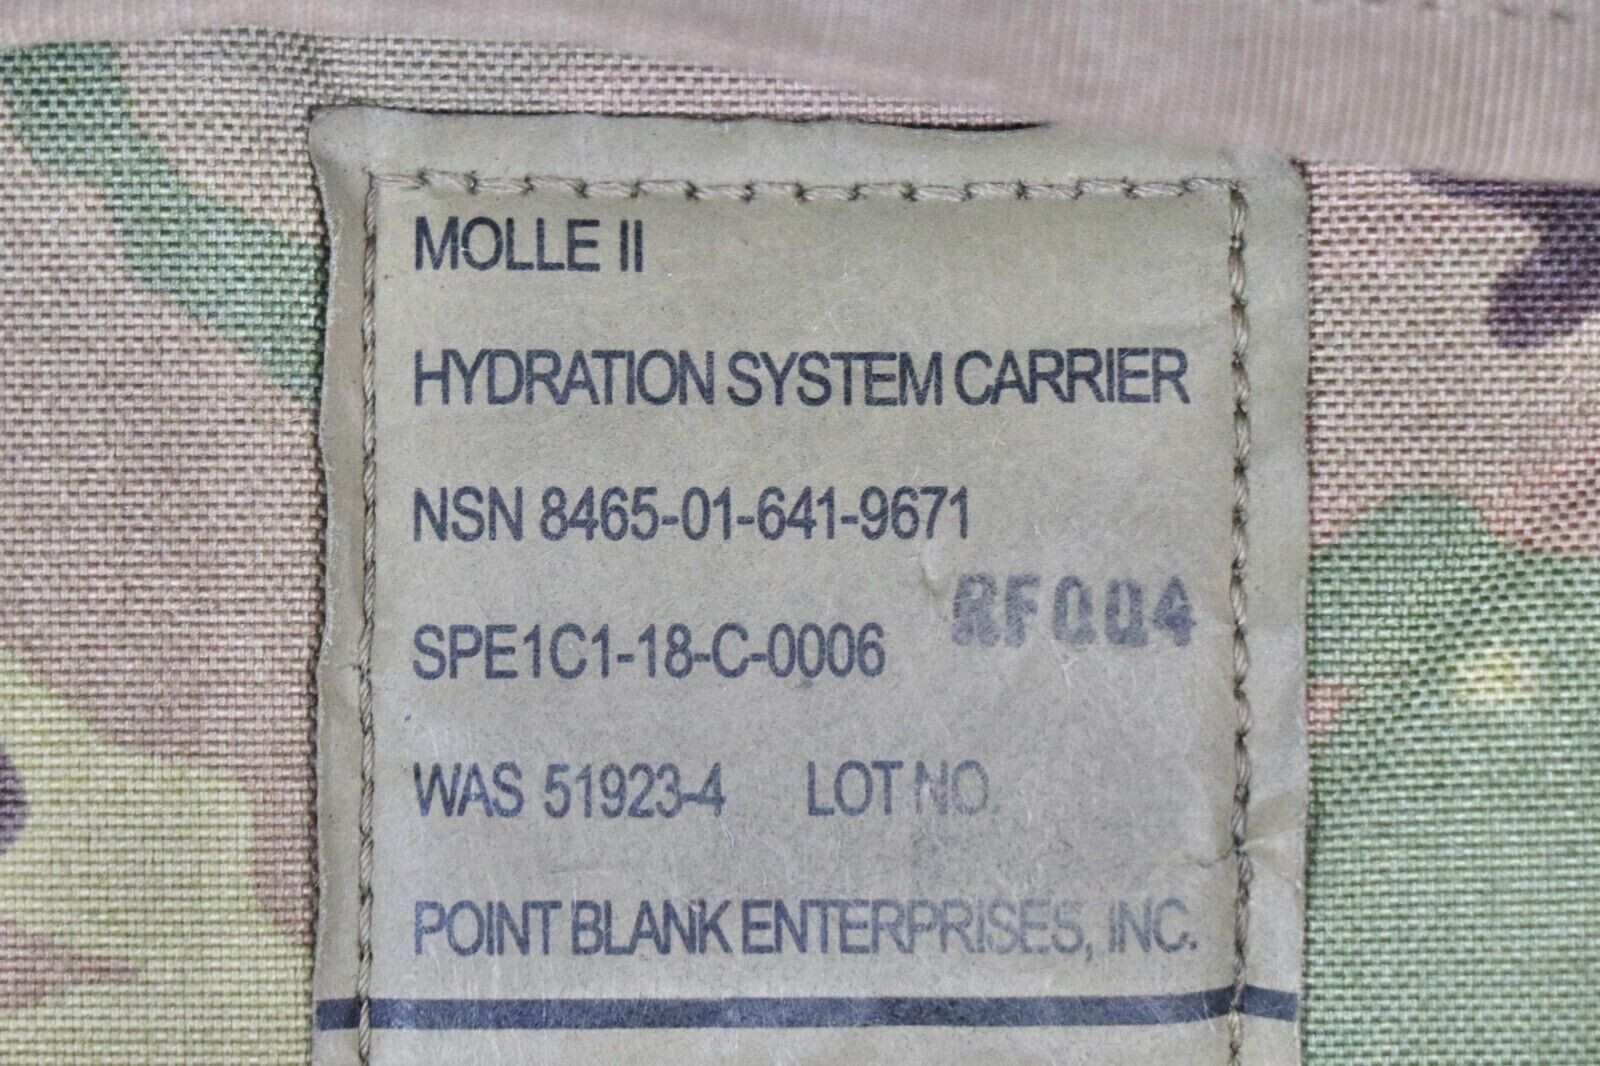 MOLLE II
HYDRATION SYSTEM CARRIER
NSN 8465-01-641-9671
RF004
SPE1C1-18-C-0006
WAS 51923-4 LOT NO.
POINT BLANK ENTERPRISES, INC.